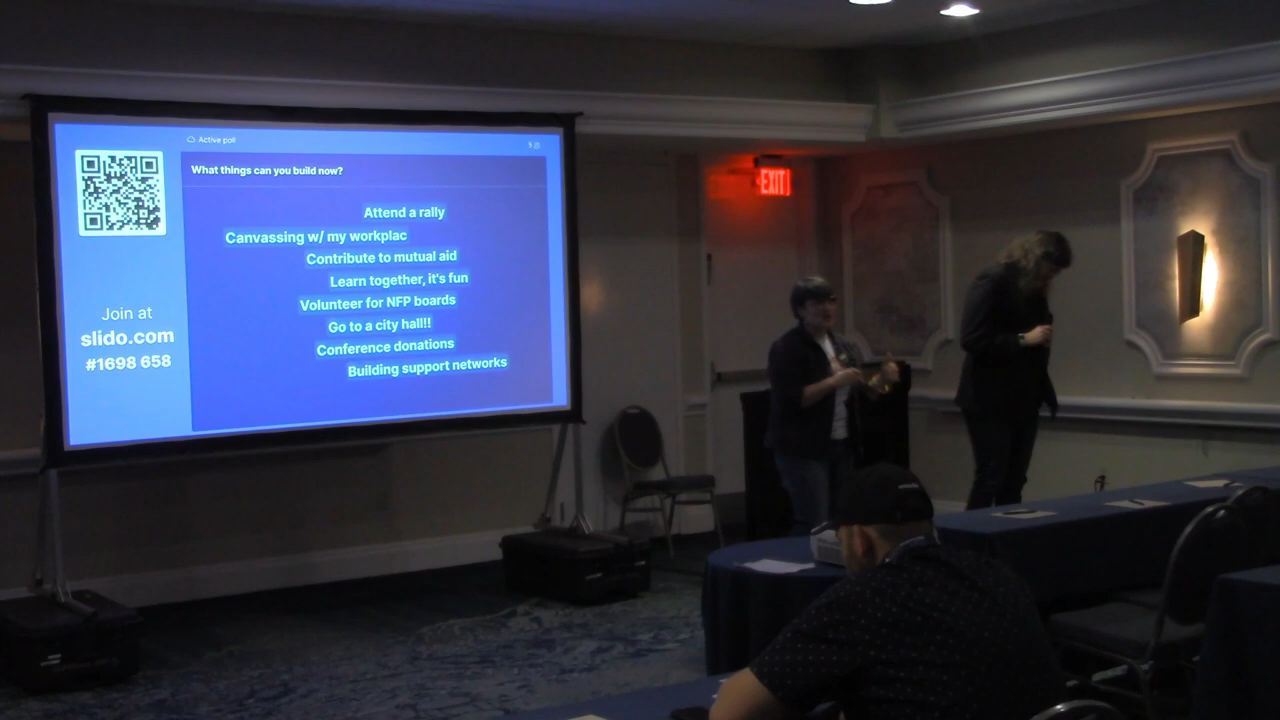 Active poll
What things can you build now?
Attend a rally
Canvassing w/ my workplac
Contribute to mutual aid
Learn together, it's fun
Volunteer for NFP boards
Go to a city hall!!
Conference donations
Building support networks
Join at
slido.com
#1698 658
EXIT